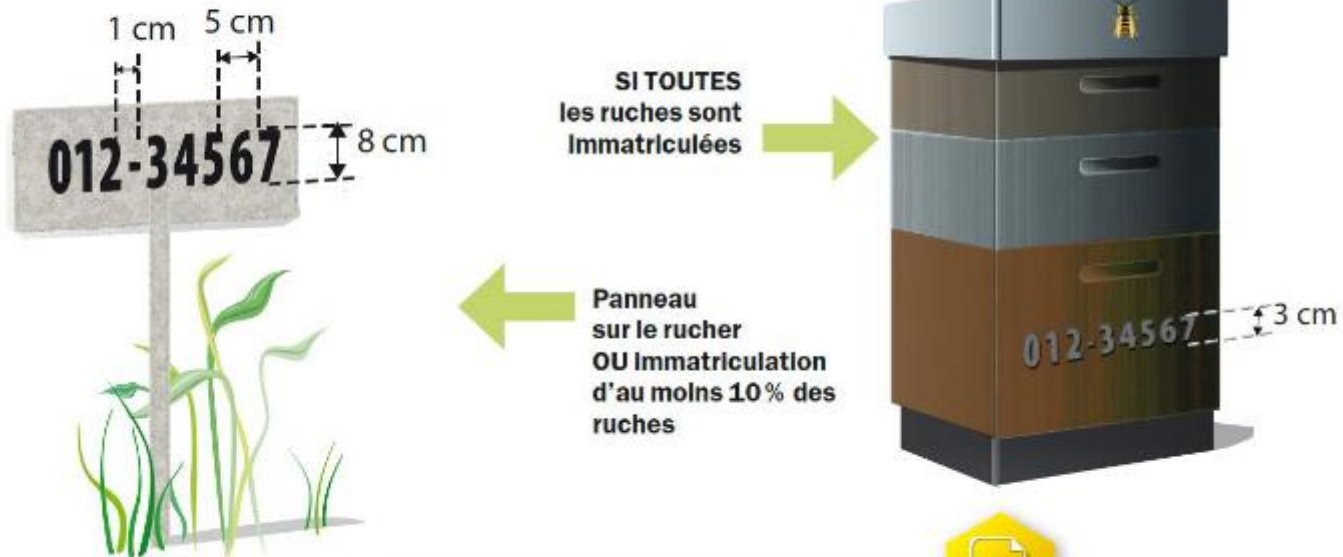 1 cm
5 cm
012-34567
8 cm
SI TOUTES
les ruches sont
immatriculées
Panneau
sur le rucher
OU immatriculation
d'au moins 10 % des
ruches
012-34567
3 cm